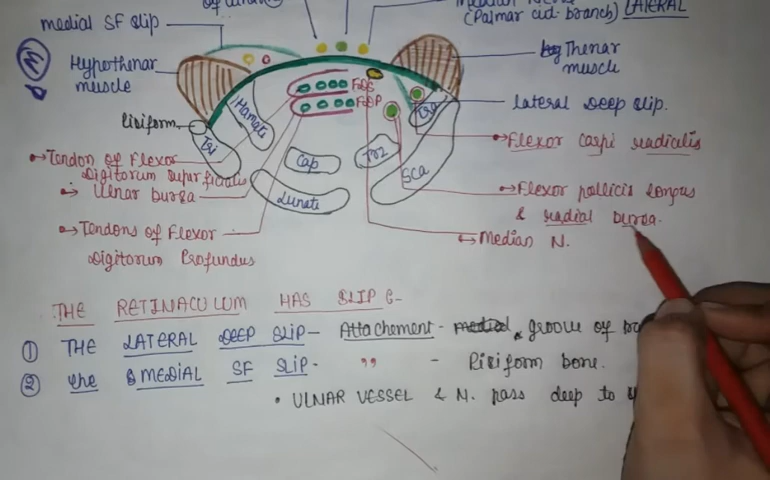 medial SF slip
(Palmar cut. branch) LATERAL
Hypothenar
muscle
Thenar
muscle
Lateral Deep slip.
Pisiform
Hamate
FDS
FDP
Tri
Cap
Lunate
Sca
Tendon of Flexor
Digitorum superficialis
Ulnar bursa
Tendons of Flexor
Digitorum Profundus
Flexor carpi radialis
Flexor pollicis longus
& radial bursa.
Median N.
THE RETINACULUM HAS SLIP G-
① THE LATERAL DEEP SLIP- Attachement - medial groove of
② the MEDIAL SF SLIP- " - Pisiform bone.
• ULNAR VESSEL & N. pass deep to